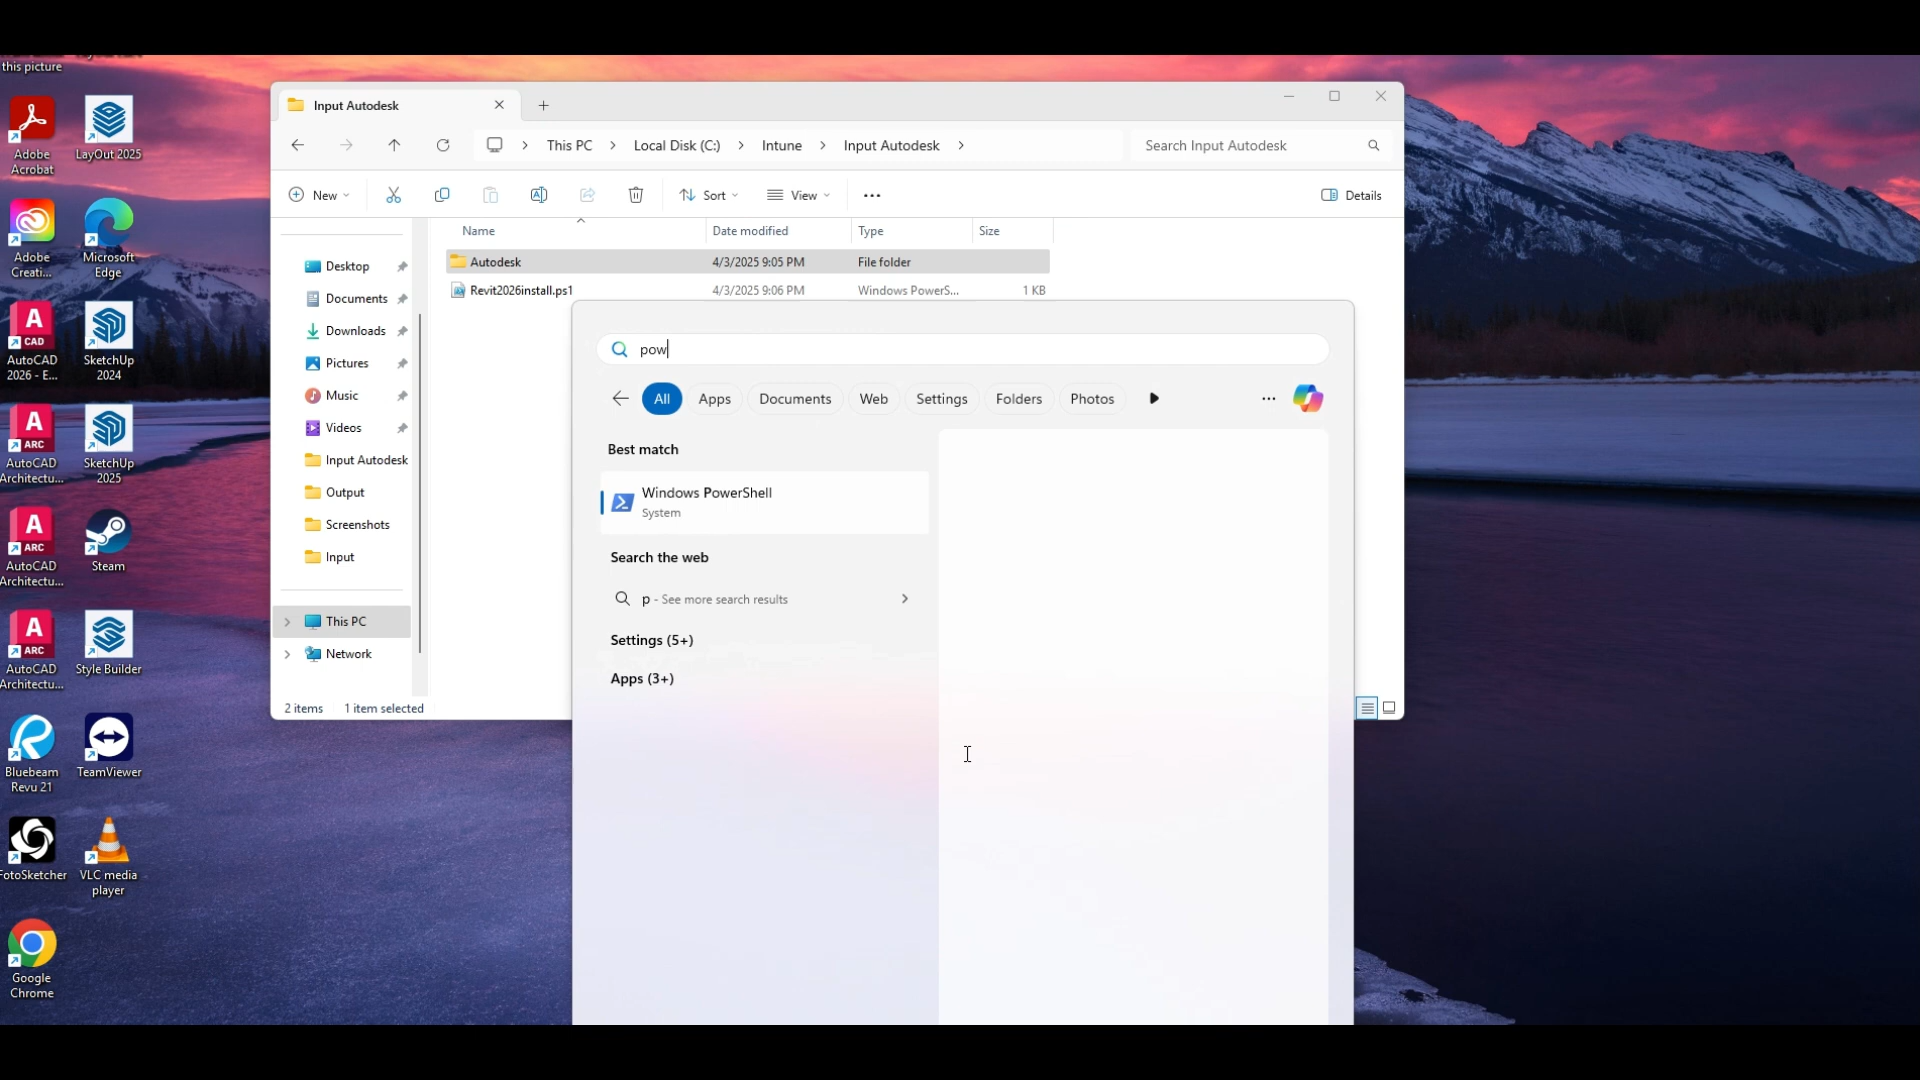 this picture
Adobe
Acrobat
LayOut 2025
Adobe
Creati...
Microsoft
Edge
A
CAD
AutoCAD
2026 - E...
SketchUp
2024
A
ARC
AutoCAD
Architectu...
SketchUp
2025
A
ARC
AutoCAD
Architectu...
Steam
A
ARC
AutoCAD
Architectu...
Style Builder
Bluebeam
Revu 21
TeamViewer
FotoSketcher
VLC media
player
Google
Chrome
Input Autodesk
This PC > Local Disk (C:) > Intune > Input Autodesk >
Search Input Autodesk
New
Sort
View
Details
Name Date modified Type Size
Autodesk 4/3/2025 9:05 PM File folder
Revit2026install.ps1 4/3/2025 9:06 PM Windows PowerS... 1 KB
Desktop
Documents
Downloads
Pictures
Music
Videos
Input Autodesk
Output
Screenshots
Input
This PC
Network
2 items 1 item selected
pow
All Apps Documents Web Settings Folders Photos
Best match
Windows PowerShell
System
Search the web
p - See more search results
Settings (5+)
Apps (3+)